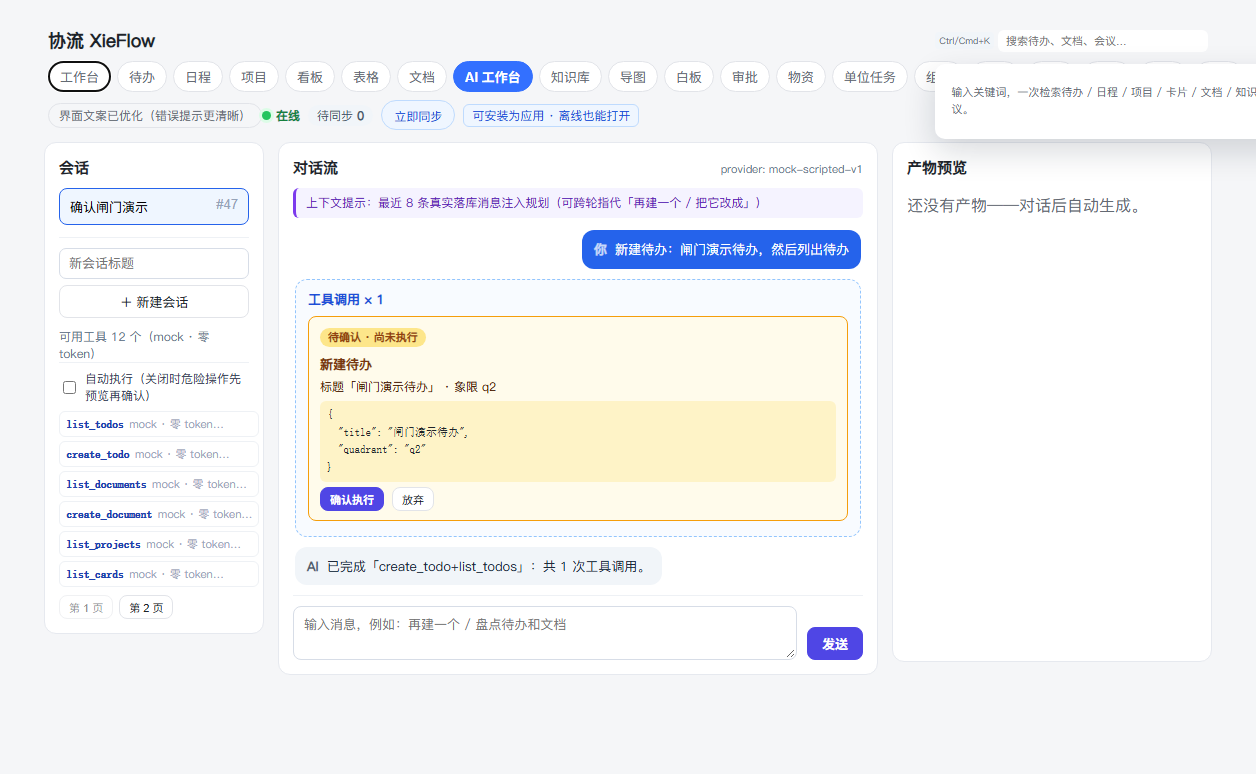 协流 XieFlow
Ctrl/Cmd+K 搜索待办、文档、会议…
工作台 待办 日程 项目 看板 表格 文档 AI 工作台 知识库 导图 白板 审批 物资 单位任务
输入关键词，一次检索待办 / 日程 / 项目 / 卡片 / 文档 / 知识
议。
界面文案已优化（错误提示更清晰） 在线 待同步 0 立即同步 可安装为应用 · 离线也能打开
会话
确认闸门演示 #47
新会话标题
＋ 新建会话
可用工具 12 个（mock · 零
token）
自动执行（关闭时危险操作先
预览再确认）
list_todos mock · 零 token…
create_todo mock · 零 token…
list_documents mock · 零 token…
create_document mock · 零 token…
list_projects mock · 零 token…
list_cards mock · 零 token…
第 1 页 第 2 页
对话流 provider: mock-scripted-v1
上下文提示：最近 8 条真实落库消息注入规划（可跨轮指代「再建一个 / 把它改成」）
你 新建待办：闸门演示待办，然后列出待办
工具调用 × 1
待确认 · 尚未执行
新建待办
标题「闸门演示待办」 · 象限 q2
{
"title": "闸门演示待办",
"quadrant": "q2"
}
确认执行 放弃
AI 已完成「create_todo+list_todos」：共 1 次工具调用。
输入消息，例如：再建一个 / 盘点待办和文档
发送
产物预览
还没有产物——对话后自动生成。